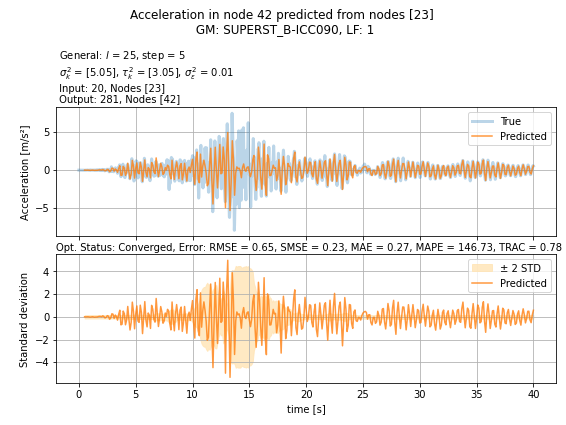 Acceleration in node 42 predicted from nodes [23]
GM: SUPERST_B-ICC090, LF: 1
General: l = 25, step = 5
σ²ₖ = [5.05], τ²ₖ = [3.05], σ²ₑ = 0.01
Input: 20, Nodes [23]
Output: 281, Nodes [42]
True
Predicted
5
0
−5
Acceleration [m/s²]
Opt. Status: Converged, Error: RMSE = 0.65, SMSE = 0.23, MAE = 0.27, MAPE = 146.73, TRAC = 0.78
± 2 STD
Predicted
4
2
0
−2
−4
Standard deviation
0 5 10 15 20 25 30 35 40
time [s]